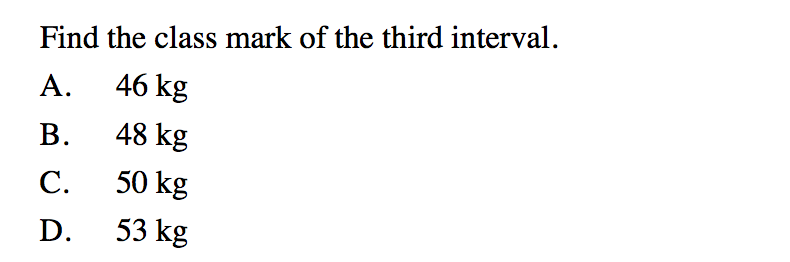 Find the class mark of the third interval.
A. 46 kg
B. 48 kg
C. 50 kg
D. 53 kg